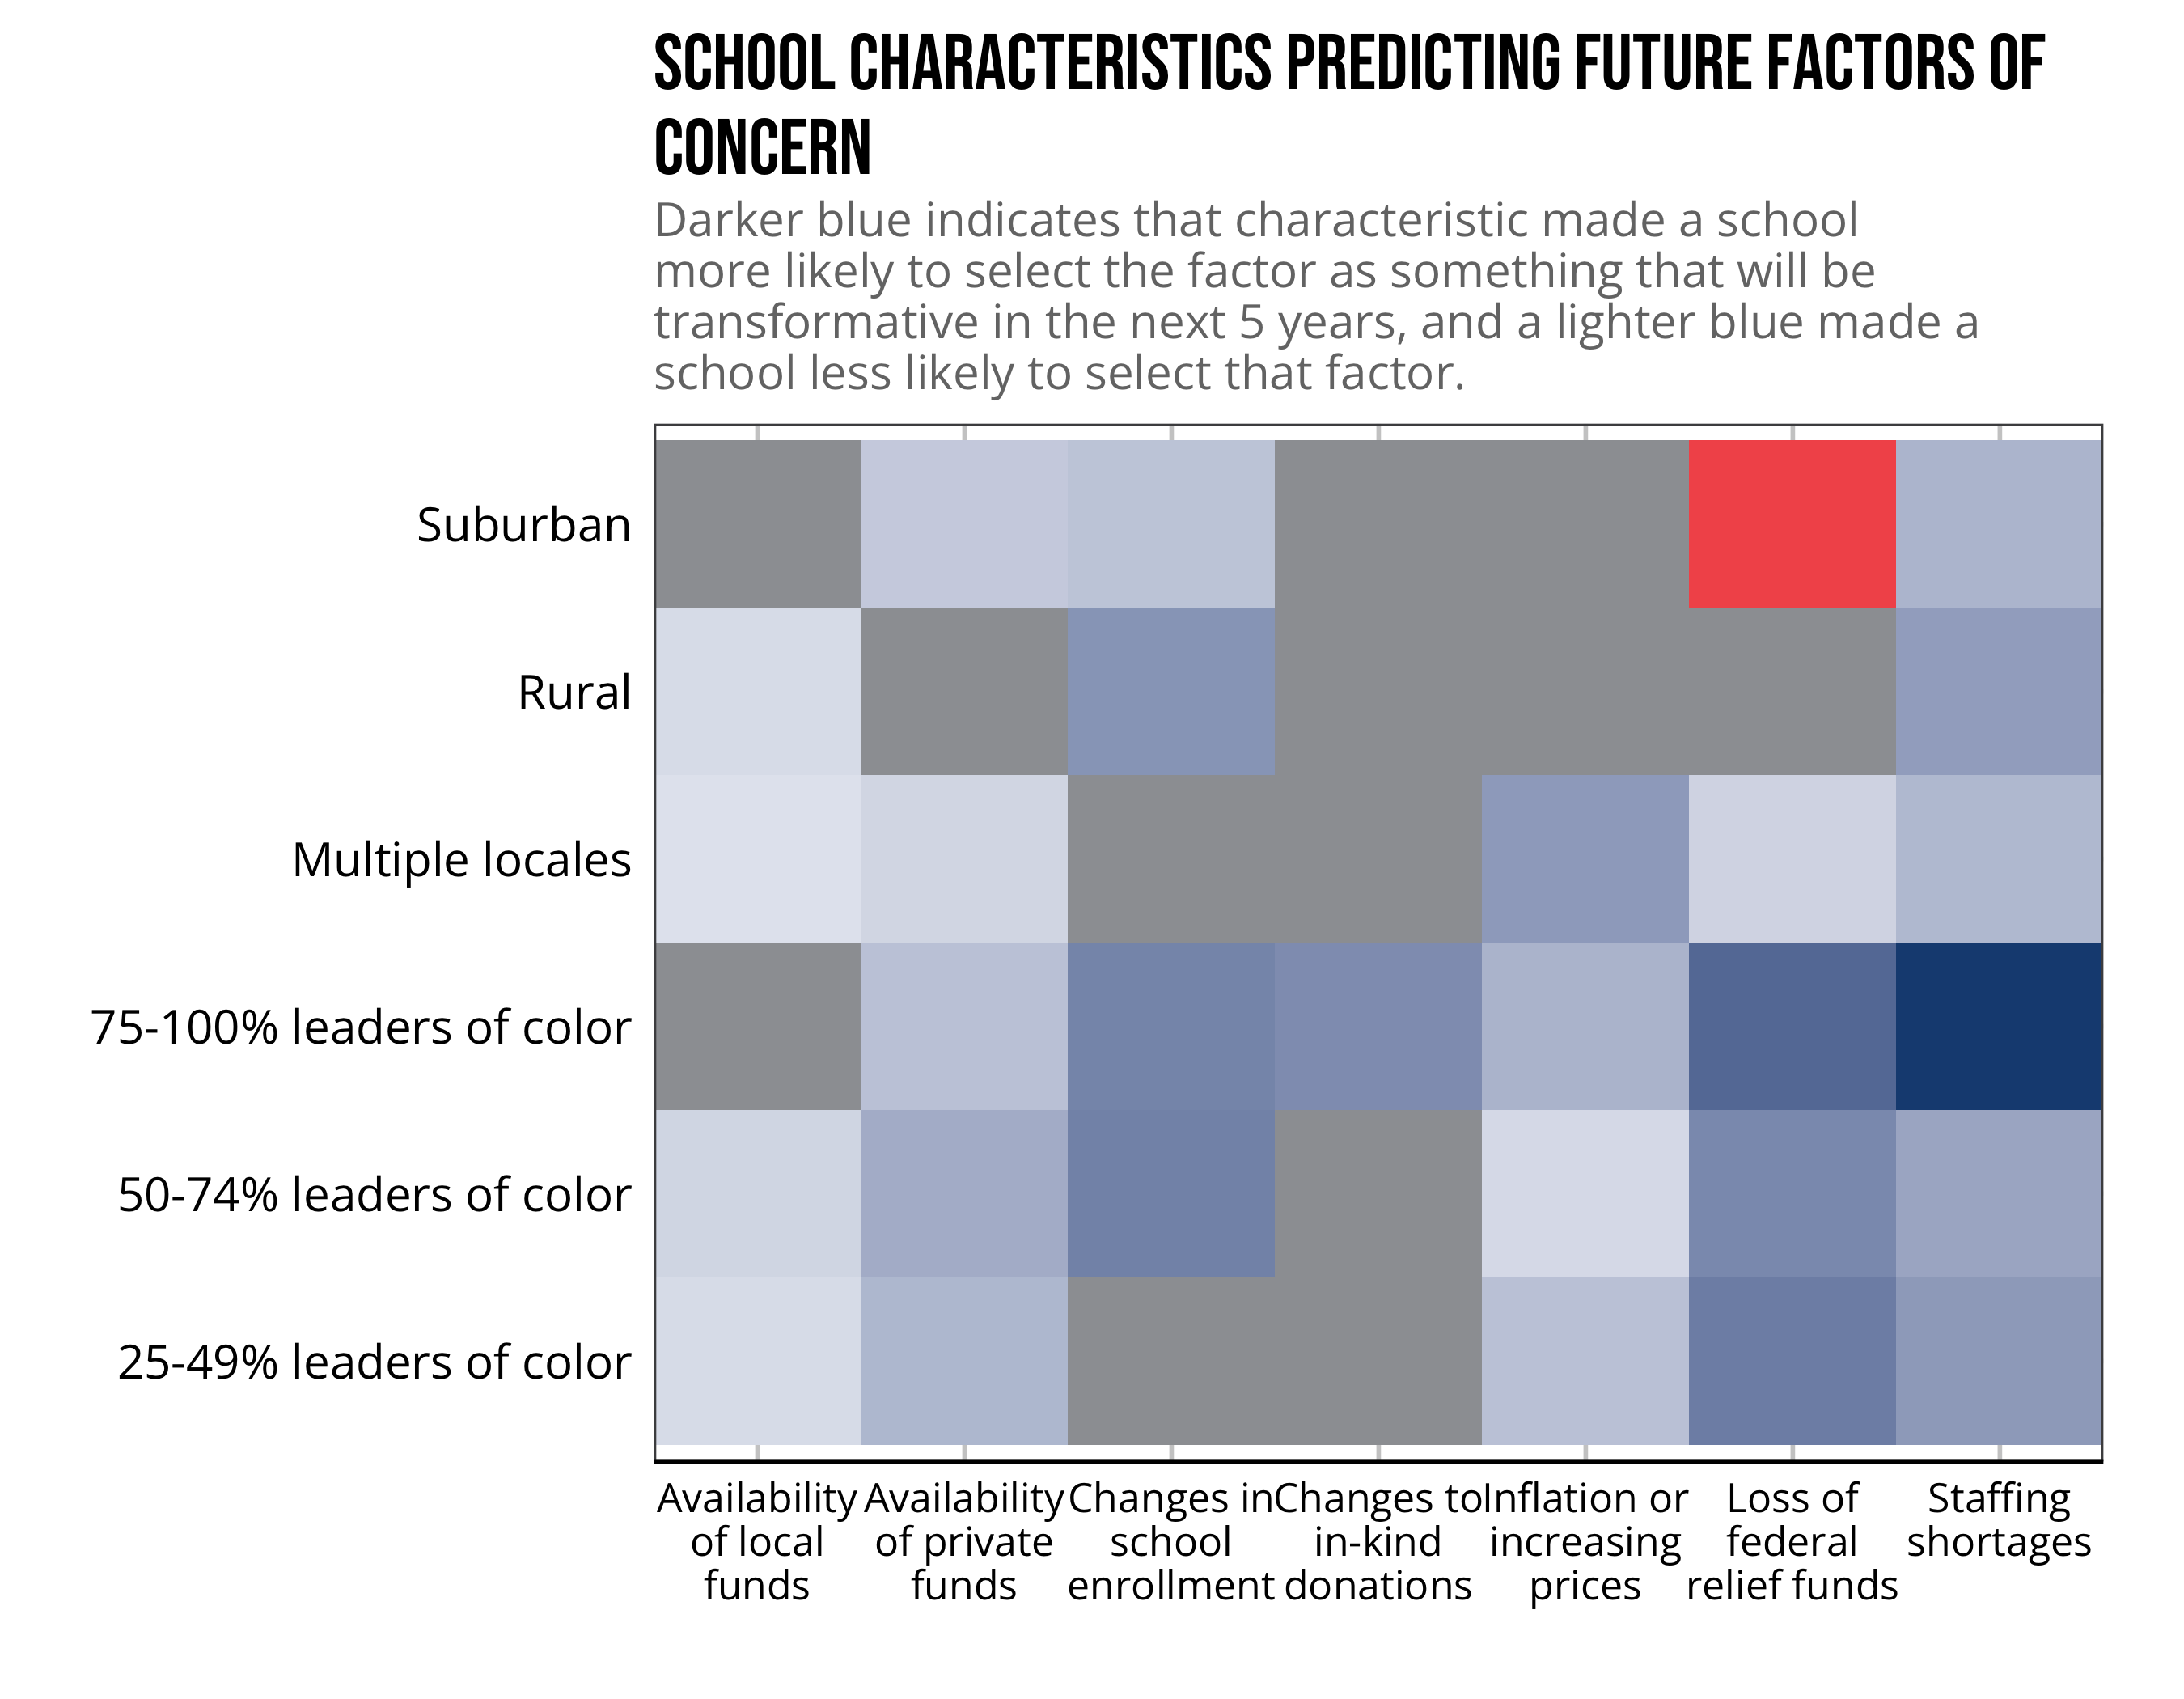 SCHOOL CHARACTERISTICS PREDICTING FUTURE FACTORS OF
CONCERN
Darker blue indicates that characteristic made a school
more likely to select the factor as something that will be
transformative in the next 5 years, and a lighter blue made a
school less likely to select that factor.
Suburban
Rural
Multiple locales
75-100% leaders of color
50-74% leaders of color
25-49% leaders of color
Availability
of local
funds
Availability
of private
funds
Changes in
school
enrollment
Changes to
in-kind
donations
Inflation or
increasing
prices
Loss of
federal
relief funds
Staffing
shortages